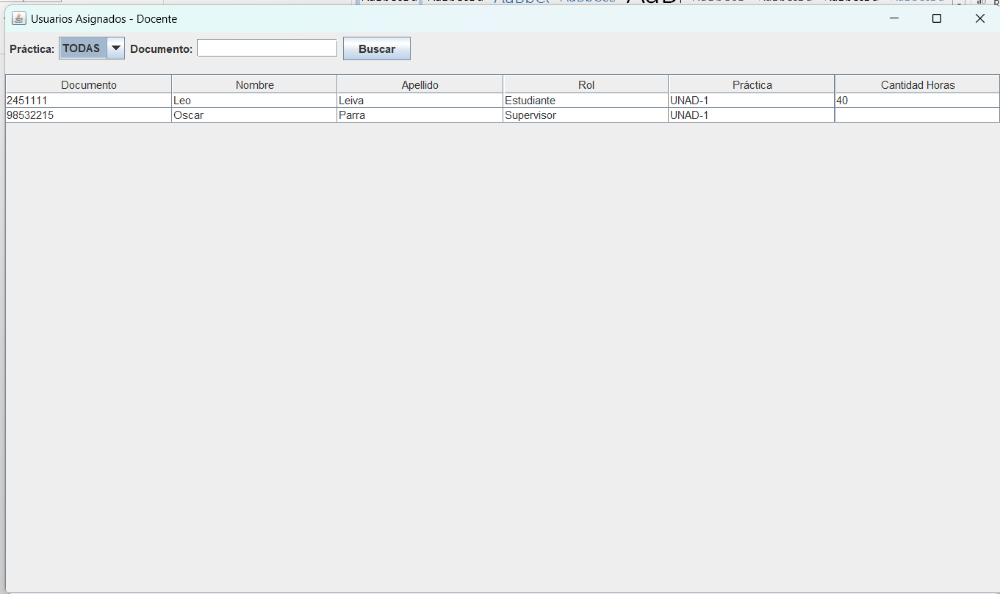 Usuarios Asignados - Docente
Práctica: TODAS Documento: Buscar
Documento Nombre Apellido Rol Práctica Cantidad Horas
2451111 Leo Leiva Estudiante UNAD-1 40
98532215 Oscar Parra Supervisor UNAD-1